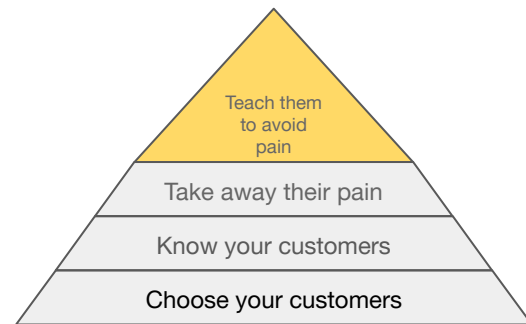 Teach them
to avoid
pain
Take away their pain
Know your customers
Choose your customers